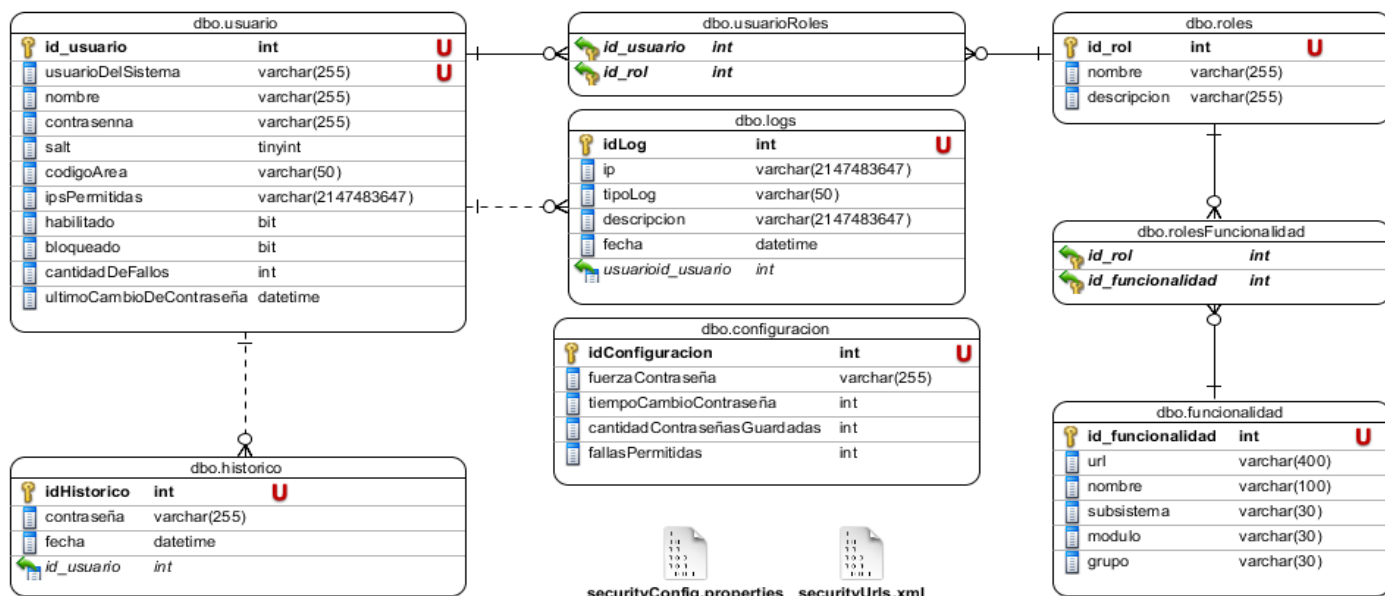 dbo.usuario
id_usuario int U
usuarioDelSistema varchar(255) U
nombre varchar(255)
contrasenna varchar(255)
salt tinyint
codigoArea varchar(50)
ipsPermitidas varchar(2147483647)
habilitado bit
bloqueado bit
cantidadDeFallos int
ultimoCambioDeContraseña datetime
dbo.usuarioRoles
id_usuario int
id_rol int
dbo.roles
id_rol int U
nombre varchar(255)
descripcion varchar(255)
dbo.logs
idLog int U
ip varchar(2147483647)
tipoLog varchar(50)
descripcion varchar(2147483647)
fecha datetime
usuarioid_usuario int
dbo.rolesFuncionalidad
id_rol int
id_funcionalidad int
dbo.configuracion
idConfiguracion int U
fuerzaContraseña varchar(255)
tiempoCambioContraseña int
cantidadContraseñasGuardadas int
fallasPermitidas int
dbo.funcionalidad
id_funcionalidad int U
url varchar(400)
nombre varchar(100)
subsistema varchar(30)
modulo varchar(30)
grupo varchar(30)
dbo.historico
idHistorico int U
contraseña varchar(255)
fecha datetime
id_usuario int
securityConfig.properties securityUrls.xml